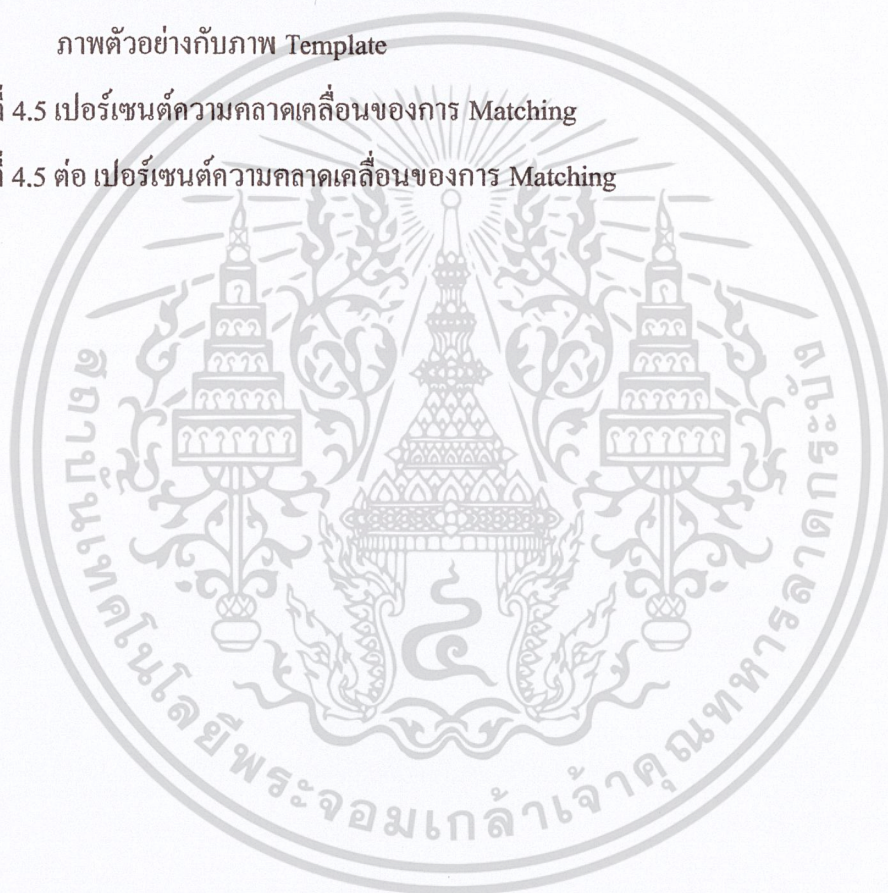 ภาพตัวอย่างกับภาพ Template
ที่ 4.5 เปอร์เซนต์ความคลาดเคลื่อนของการ Matching
ที่ 4.5 ต่อ เปอร์เซนต์ความคลาดเคลื่อนของการ Matching
สถาบันเทคโนโลยีพระจอมเกล้าเจ้าคุณทหารลาดกระบัง
๔